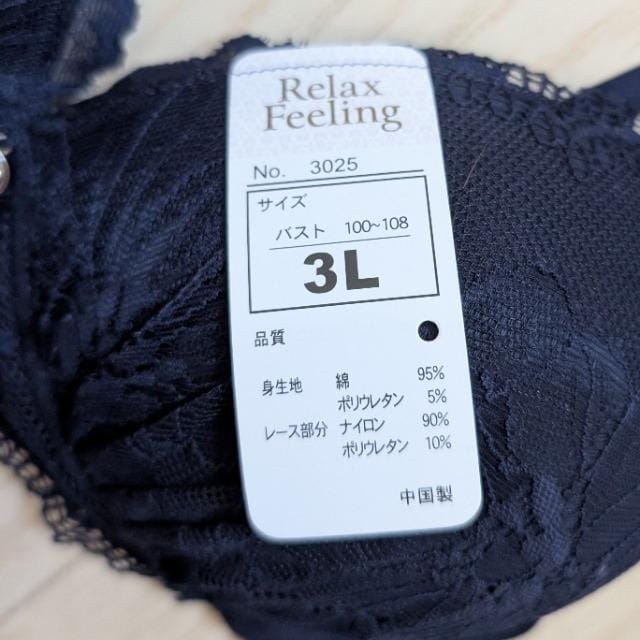 Relax
Feeling
No. 3025
サイズ
バスト 100~108
3L
品質
身生地 綿 95%
ポリウレタン 5%
レース部分 ナイロン 90%
ポリウレタン 10%
中国製